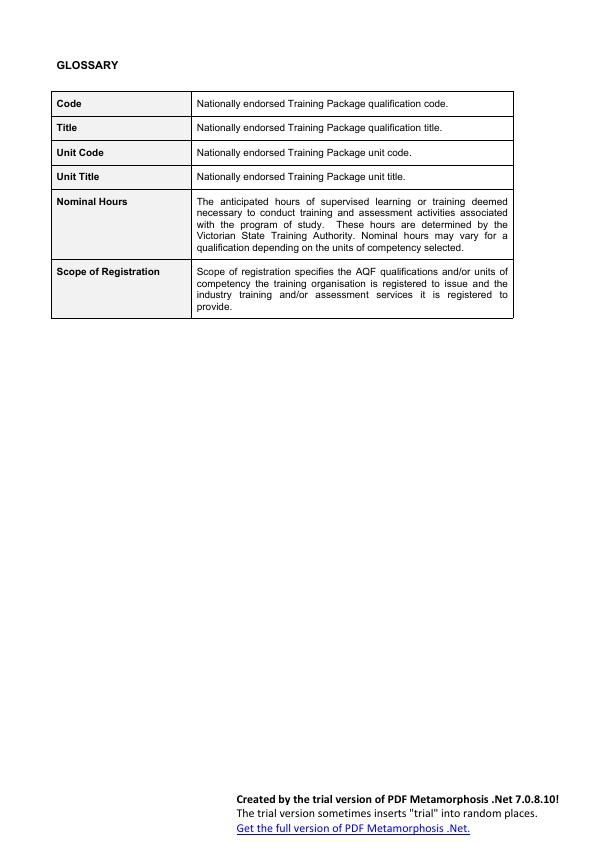 GLOSSARY
Code
Nationally endorsed Training Package qualification code.
Title
Nationally endorsed Training Package qualification title.
Unit Code
Nationally endorsed Training Package unit code.
Unit Title
Nationally endorsed Training Package unit title.
Nominal Hours
The anticipated hours of supervised learning or training deemed
necessary to conduct training and assessment activities associated
with the program of study.  These hours are determined by the
Victorian State Training Authority. Nominal hours may vary for a
qualification depending on the units of competency selected.
Scope of Registration
Scope of registration specifies the AQF qualifications and/or units of
competency the training organisation is registered to issue and the
industry training and/or assessment services it is registered to
provide.
Created by the trial version of PDF Metamorphosis .Net 7.0.8.10!
The trial version sometimes inserts "trial" into random places.
Get the full version of PDF Metamorphosis .Net.